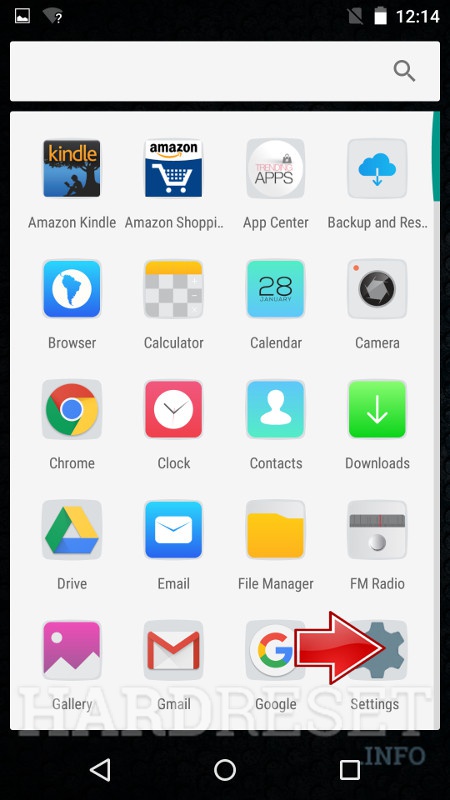 12:14
kindle
amazon
TRENDING
APPS
Amazon Kindle
Amazon Shoppi..
App Center
Backup and Res..
28
JANUARY
Browser
Calculator
Calendar
Camera
Chrome
Clock
Contacts
Downloads
Drive
Email
File Manager
FM Radio
G
Gallery
Gmail
Google
Settings
HARDRESET
.INFO